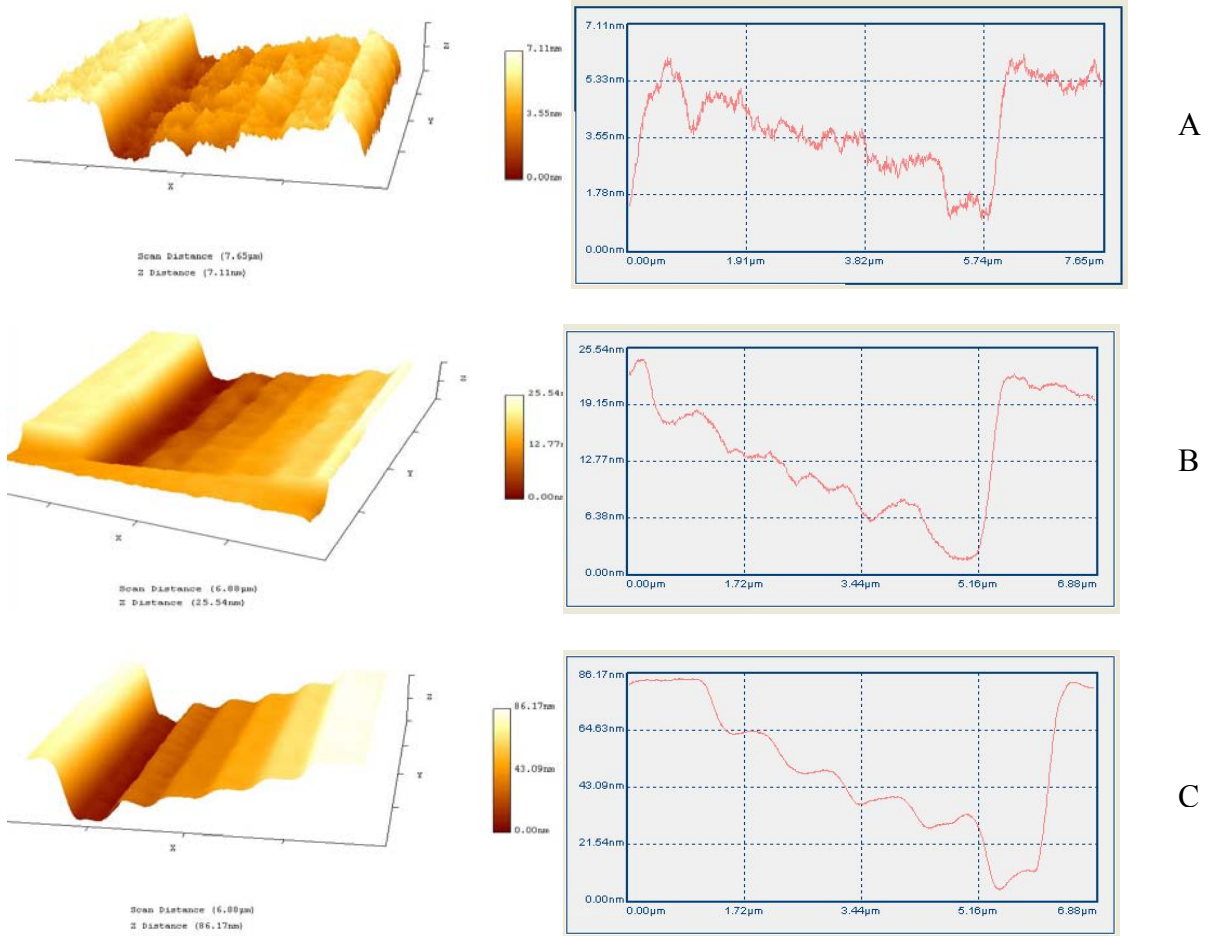 7.11nm
3.55nm
0.00nm
Z
Y
X
Scan Distance (7.65µm)
Z Distance (7.11nm)
7.11nm
5.33nm
3.55nm
1.78nm
0.00nm
0.00µm 1.91µm 3.82µm 5.74µm 7.65µm
A
25.54n
12.77n
0.00nm
Z
Y
X
Scan Distance (6.88µm)
Z Distance (25.54nm)
25.54nm
19.15nm
12.77nm
6.38nm
0.00nm
0.00µm 1.72µm 3.44µm 5.16µm 6.88µm
B
86.17nm
43.09nm
0.00nm
Z
Y
X
Scan Distance (6.88µm)
Z Distance (86.17nm)
86.17nm
64.63nm
43.09nm
21.54nm
0.00nm
0.00µm 1.72µm 3.44µm 5.16µm 6.88µm
C